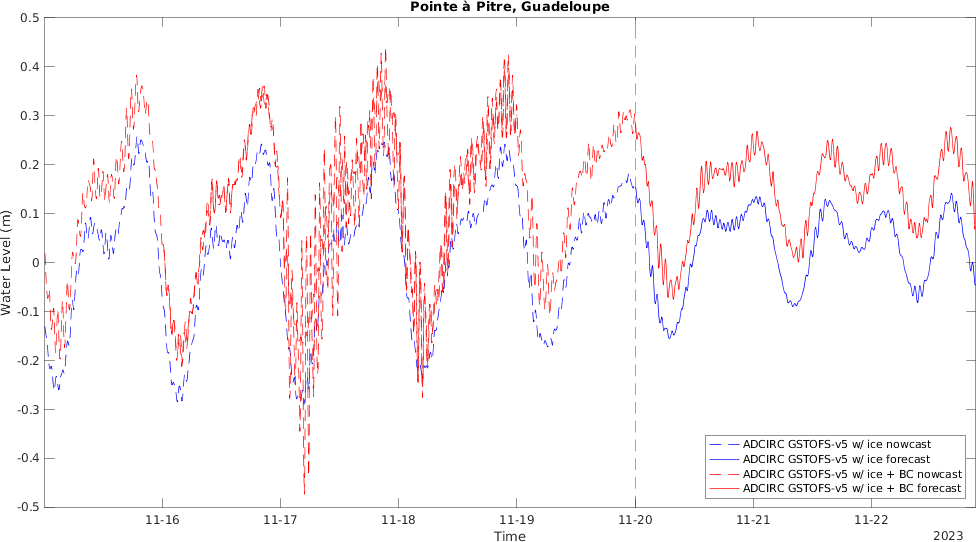 Pointe à Pitre, Guadeloupe
0.5
0.4
0.3
0.2
0.1
0
-0.1
-0.2
-0.3
-0.4
-0.5
Water Level (m)
ADCIRC GSTOFS-v5 w/ ice nowcast
ADCIRC GSTOFS-v5 w/ ice forecast
ADCIRC GSTOFS-v5 w/ ice + BC nowcast
ADCIRC GSTOFS-v5 w/ ice + BC forecast
11-16 11-17 11-18 11-19 11-20 11-21 11-22
Time
2023